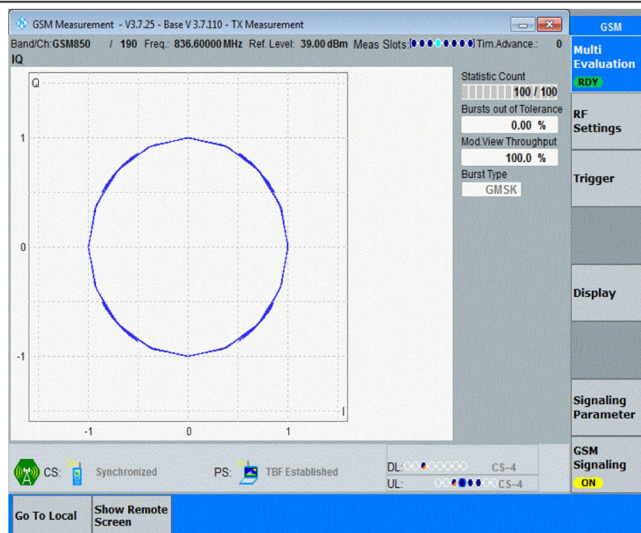 GSM Measurement - V3.7.25 - Base V 3.7.110 - TX Measurement
GSM
Band/Ch: GSM850 / 190 Freq.: 836.60000 MHz Ref. Level: 39.00 dBm Meas Slots: Tim.Advance.: 0
IQ
Multi
Evaluation
RDY
Q
1
0
-1
-1 0 1
I
Statistic Count
100 / 100
Bursts out of Tolerance
0.00 %
Mod.View Throughput
100.0 %
Burst Type
GMSK
RF
Settings
Trigger
Display
Signaling
Parameter
GSM
Signaling
ON
CS: Synchronized PS: TBF Established
DL: CS-4
UL: CS-4
Go To Local
Show Remote
Screen